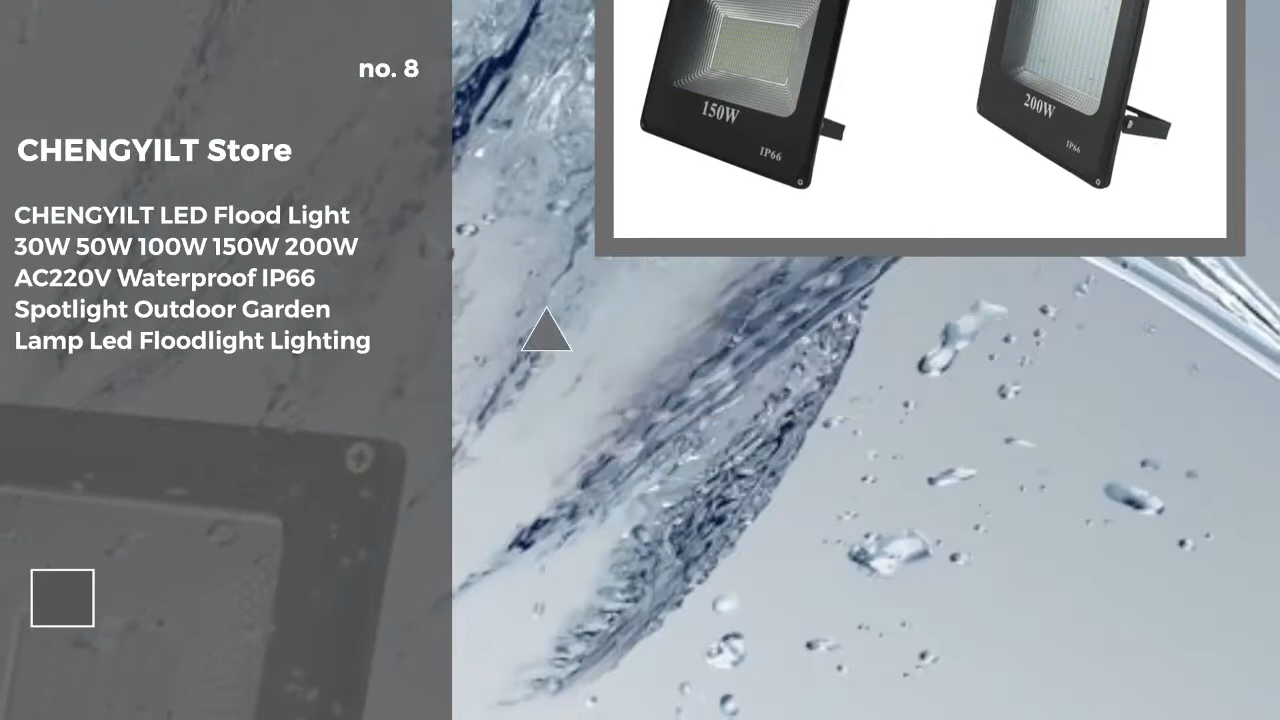 no. 8
CHENGYILT Store
CHENGYILT LED Flood Light
30W 50W 100W 150W 200W
AC220V Waterproof IP66
Spotlight Outdoor Garden
Lamp Led Floodlight Lighting
150W
IP66
200W
IP66